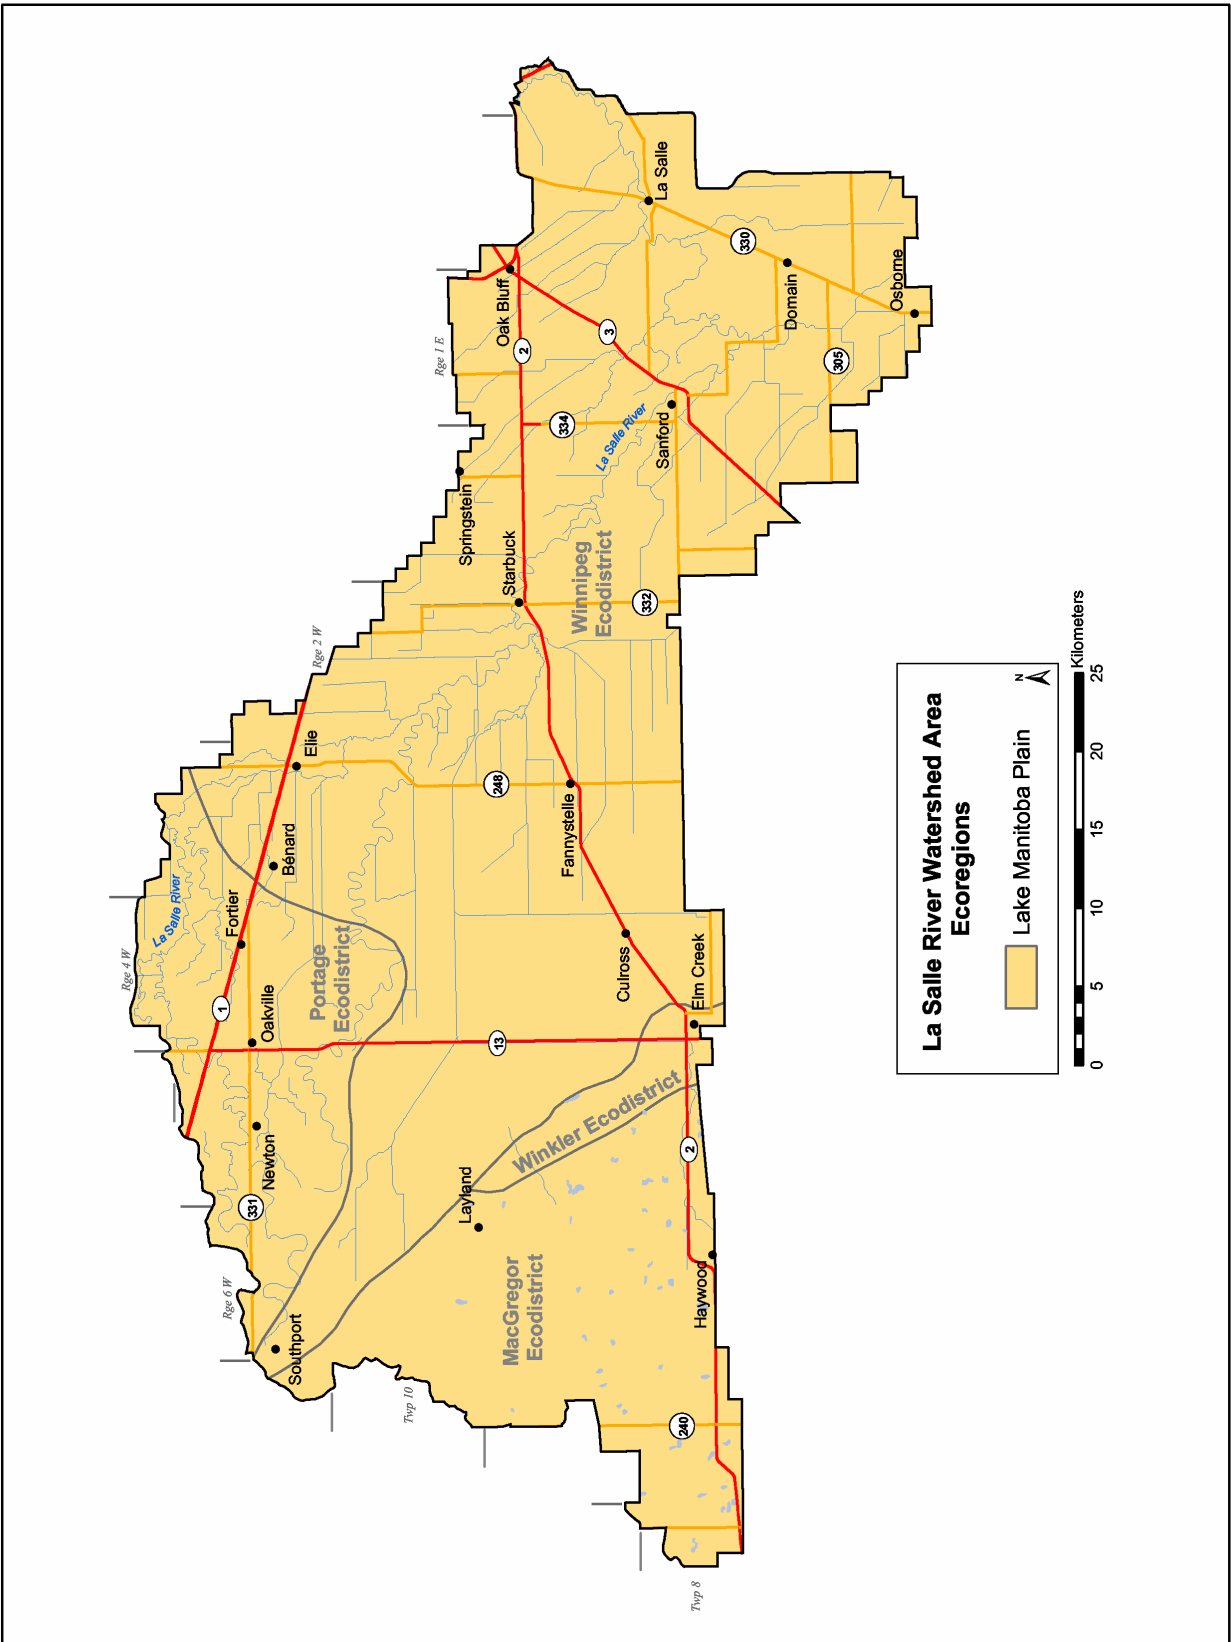 Rge 6 W
Rge 4 W
Rge 2 W
Rge 1 E
Twp 10
Twp 8
La Salle River
Fortier
Bénard
Elie
1
Oakville
Newton
331
Southport
Portage
Ecodistrict
Springstein
Starbuck
Oak Bluff
2
3
334
La Salle River
Sanford
La Salle
330
Domain
Osborne
305
Winnipeg
Ecodistrict
332
248
Fannystelle
Culross
Elm Creek
13
Winkler Ecodistrict
Layland
MacGregor
Ecodistrict
2
Haywood
240
La Salle River Watershed Area
Ecoregions
Lake Manitoba Plain
N
0 5 10 15 20 25
Kilometers